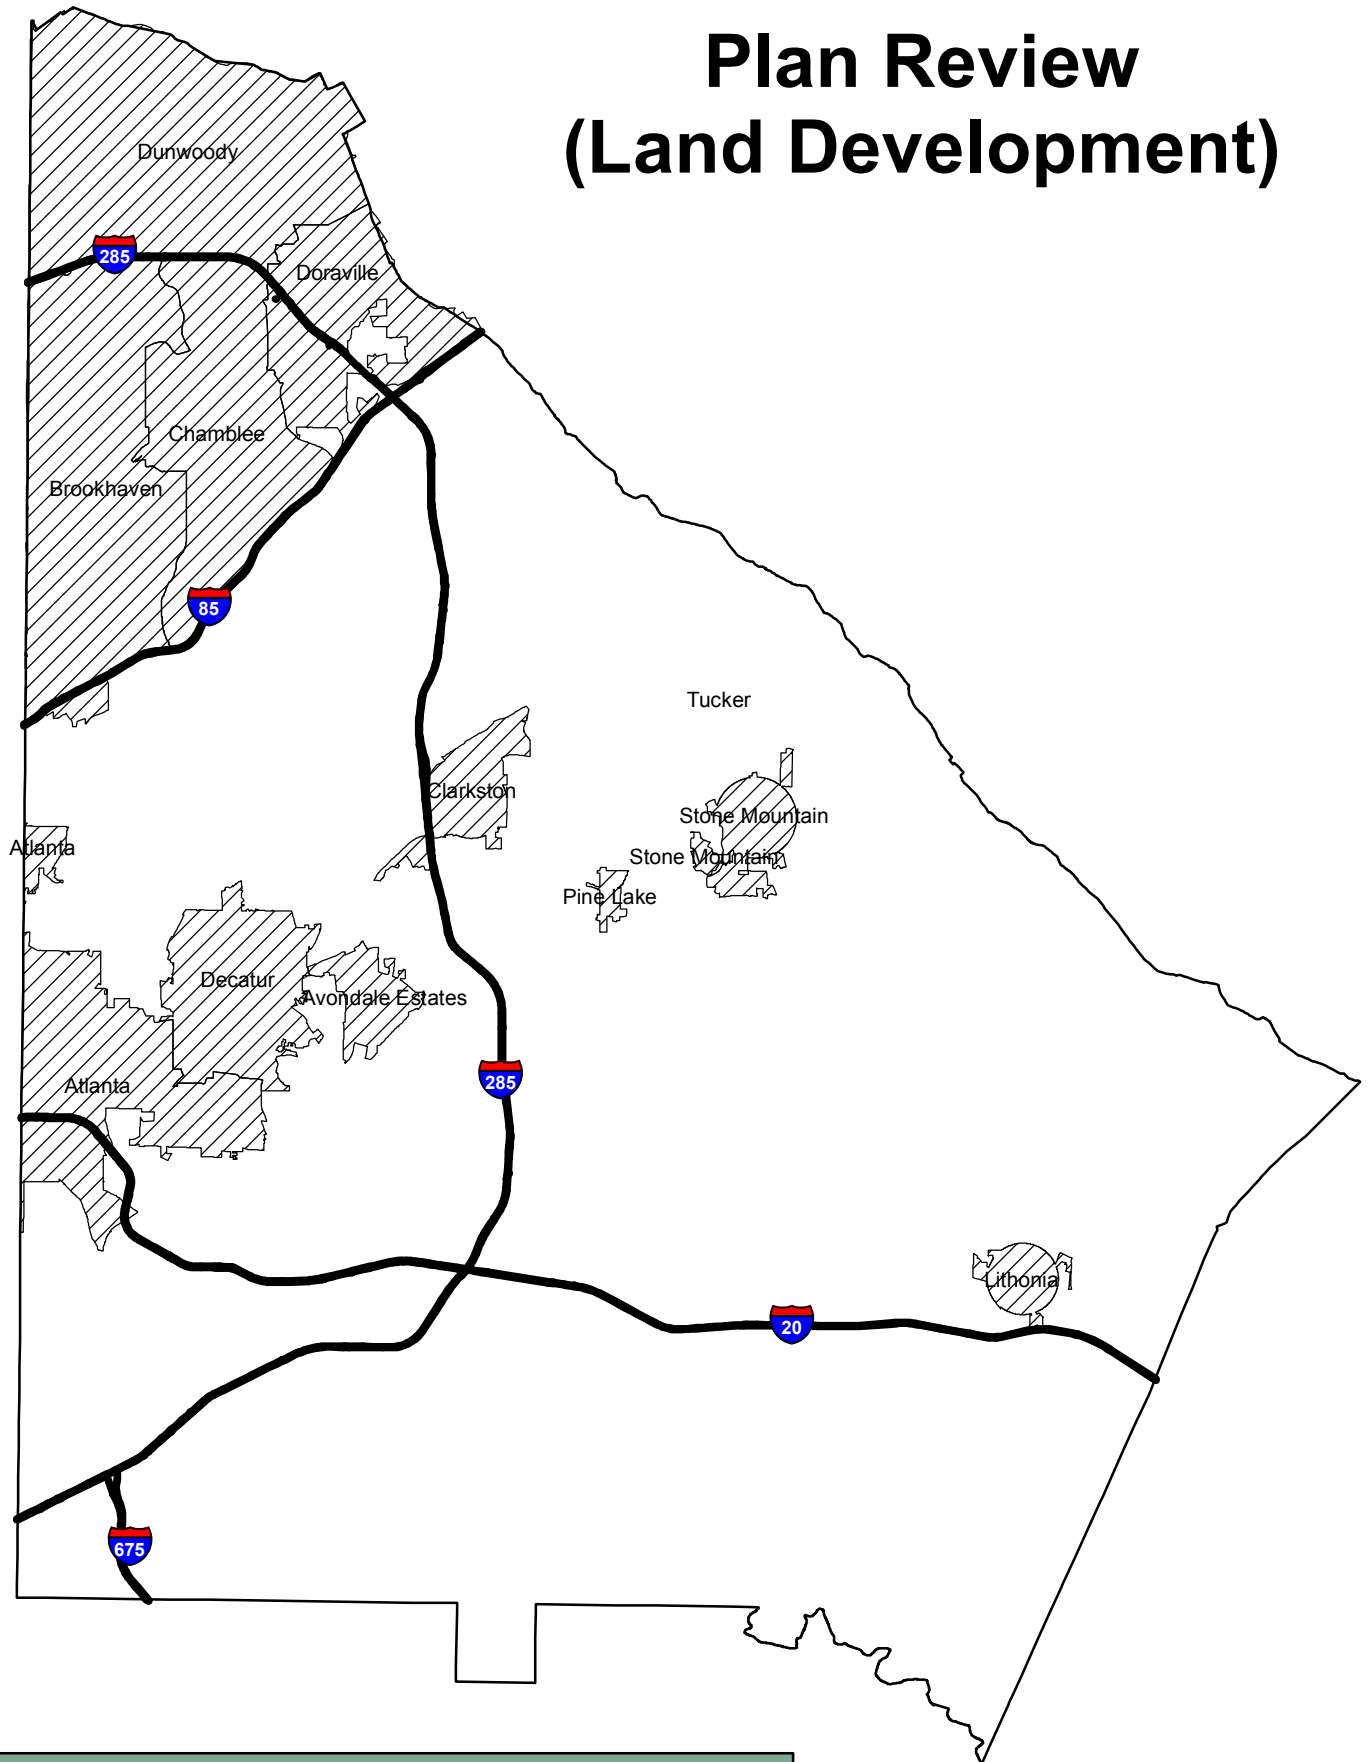 Plan Review
(Land Development)
Dunwoody
285
Doraville
Chamblee
Brookhaven
85
Tucker
Clarkston
Stone Mountain
Atlanta
Stone Mountain
Pine Lake
Decatur
Avondale Estates
285
Atlanta
Lithonia
20
675